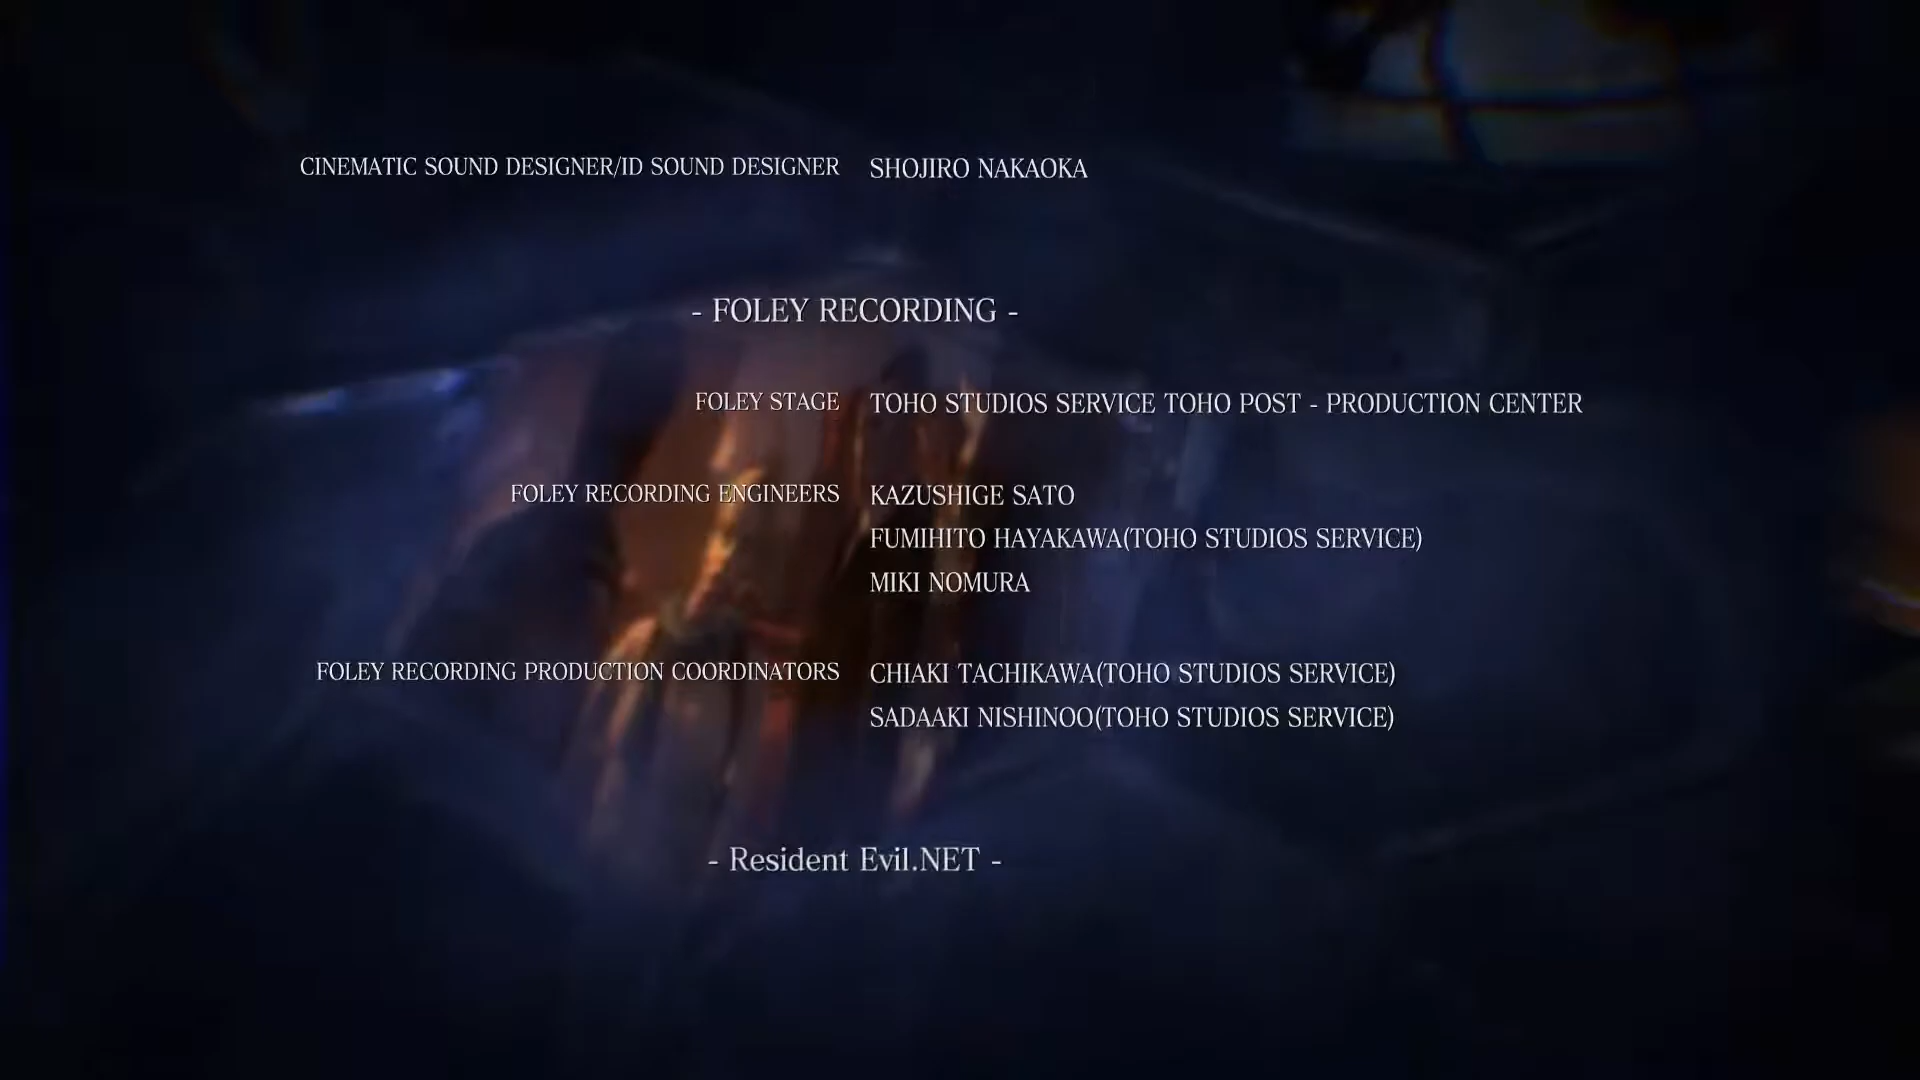 CINEMATIC SOUND DESIGNER/ID SOUND DESIGNER SHOJIRO NAKAOKA
- FOLEY RECORDING -
FOLEY STAGE TOHO STUDIOS SERVICE TOHO POST - PRODUCTION CENTER
FOLEY RECORDING ENGINEERS KAZUSHIGE SATO
FUMIHITO HAYAKAWA(TOHO STUDIOS SERVICE)
MIKI NOMURA
FOLEY RECORDING PRODUCTION COORDINATORS CHIAKI TACHIKAWA(TOHO STUDIOS SERVICE)
SADAAKI NISHINOO(TOHO STUDIOS SERVICE)
- Resident Evil.NET -